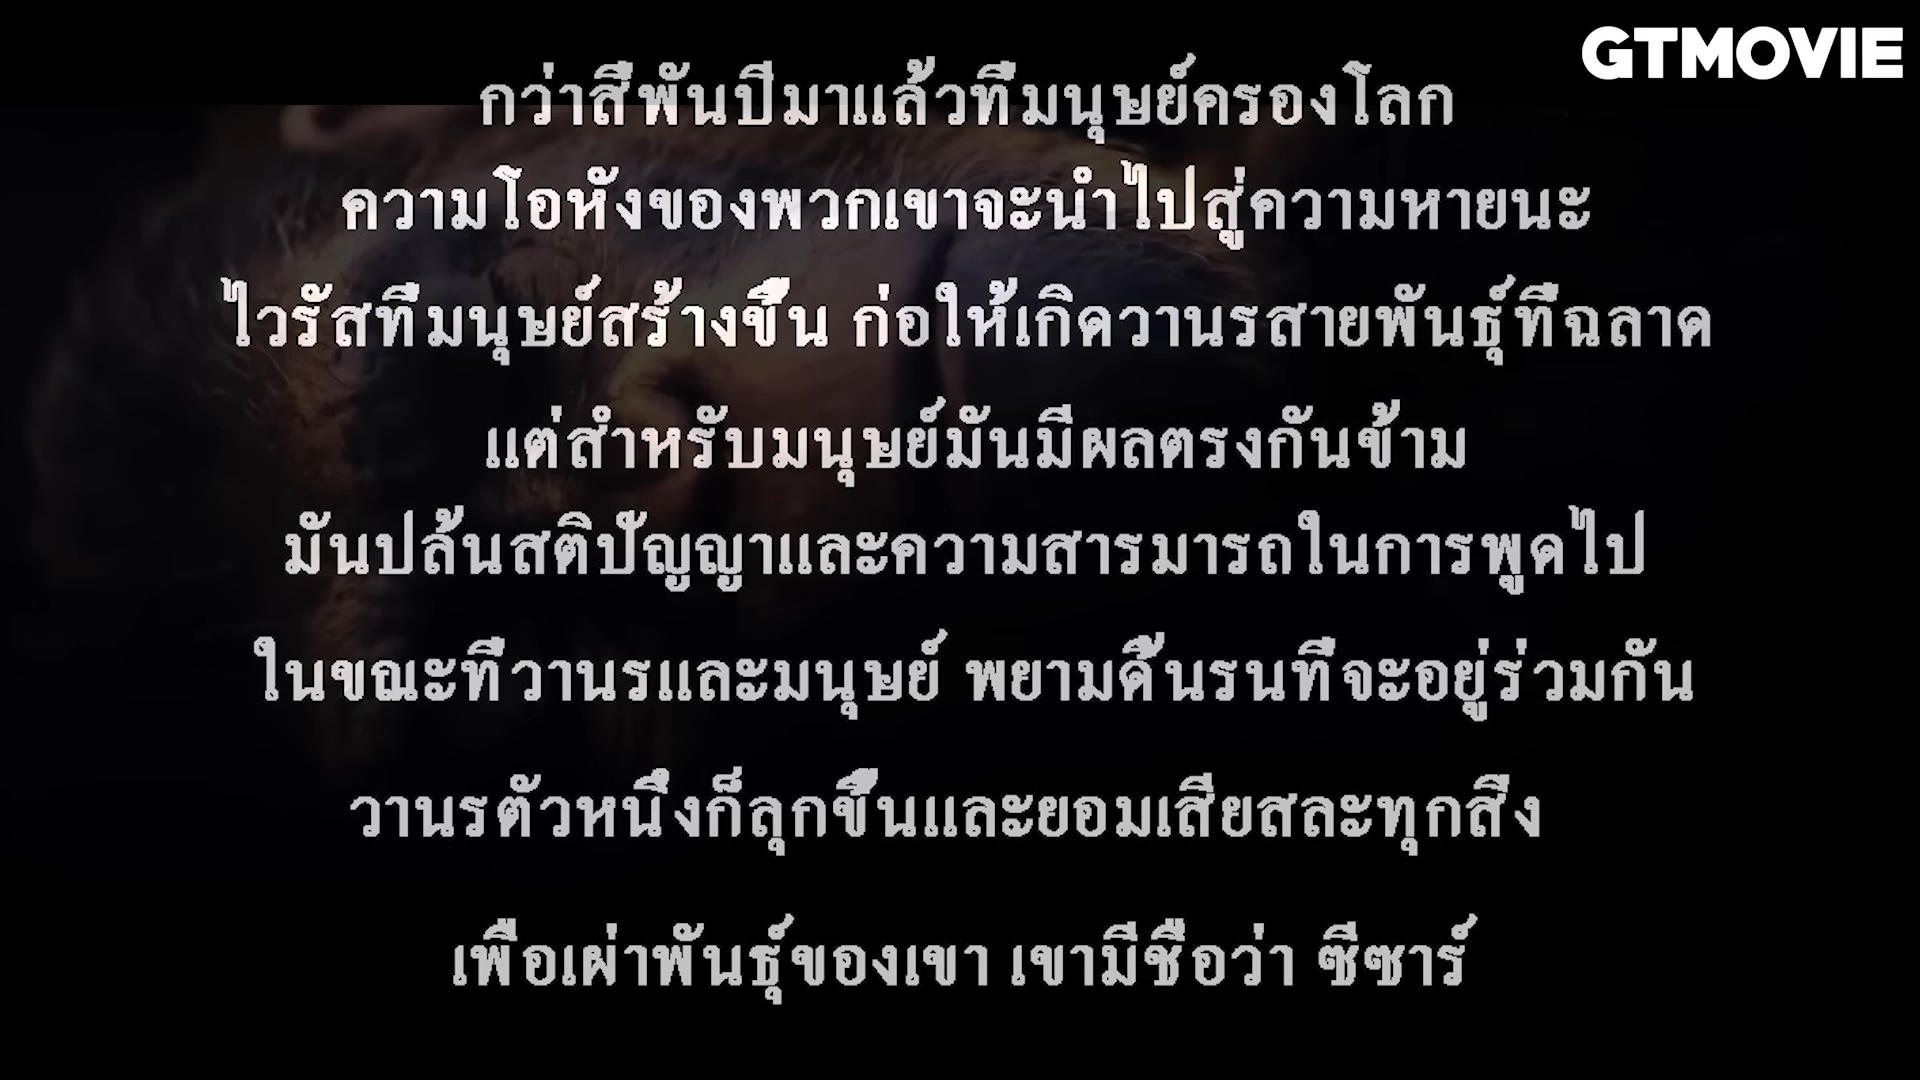 GTMOVIE
กว่าสี่พันปีมาแล้วที่มนุษย์ครองโลก
ความโอหังของพวกเขาจะนำไปสู่ความหายนะ
ไวรัสที่มนุษย์สร้างขึ้น ก่อให้เกิดวานรสายพันธุ์ที่ฉลาด
แต่สำหรับมนุษย์มันมีผลตรงกันข้าม
มันปล้นสติปัญญาและความสารมารถในการพูดไป
ในขณะที่วานรและมนุษย์ พยามดิ้นรนที่จะอยู่ร่วมกัน
วานรตัวหนึ่งก็ลุกขึ้นและยอมเสียสละทุกสิ่ง
เพื่อเผ่าพันธุ์ของเขา เขามีชื่อว่า ซีซาร์